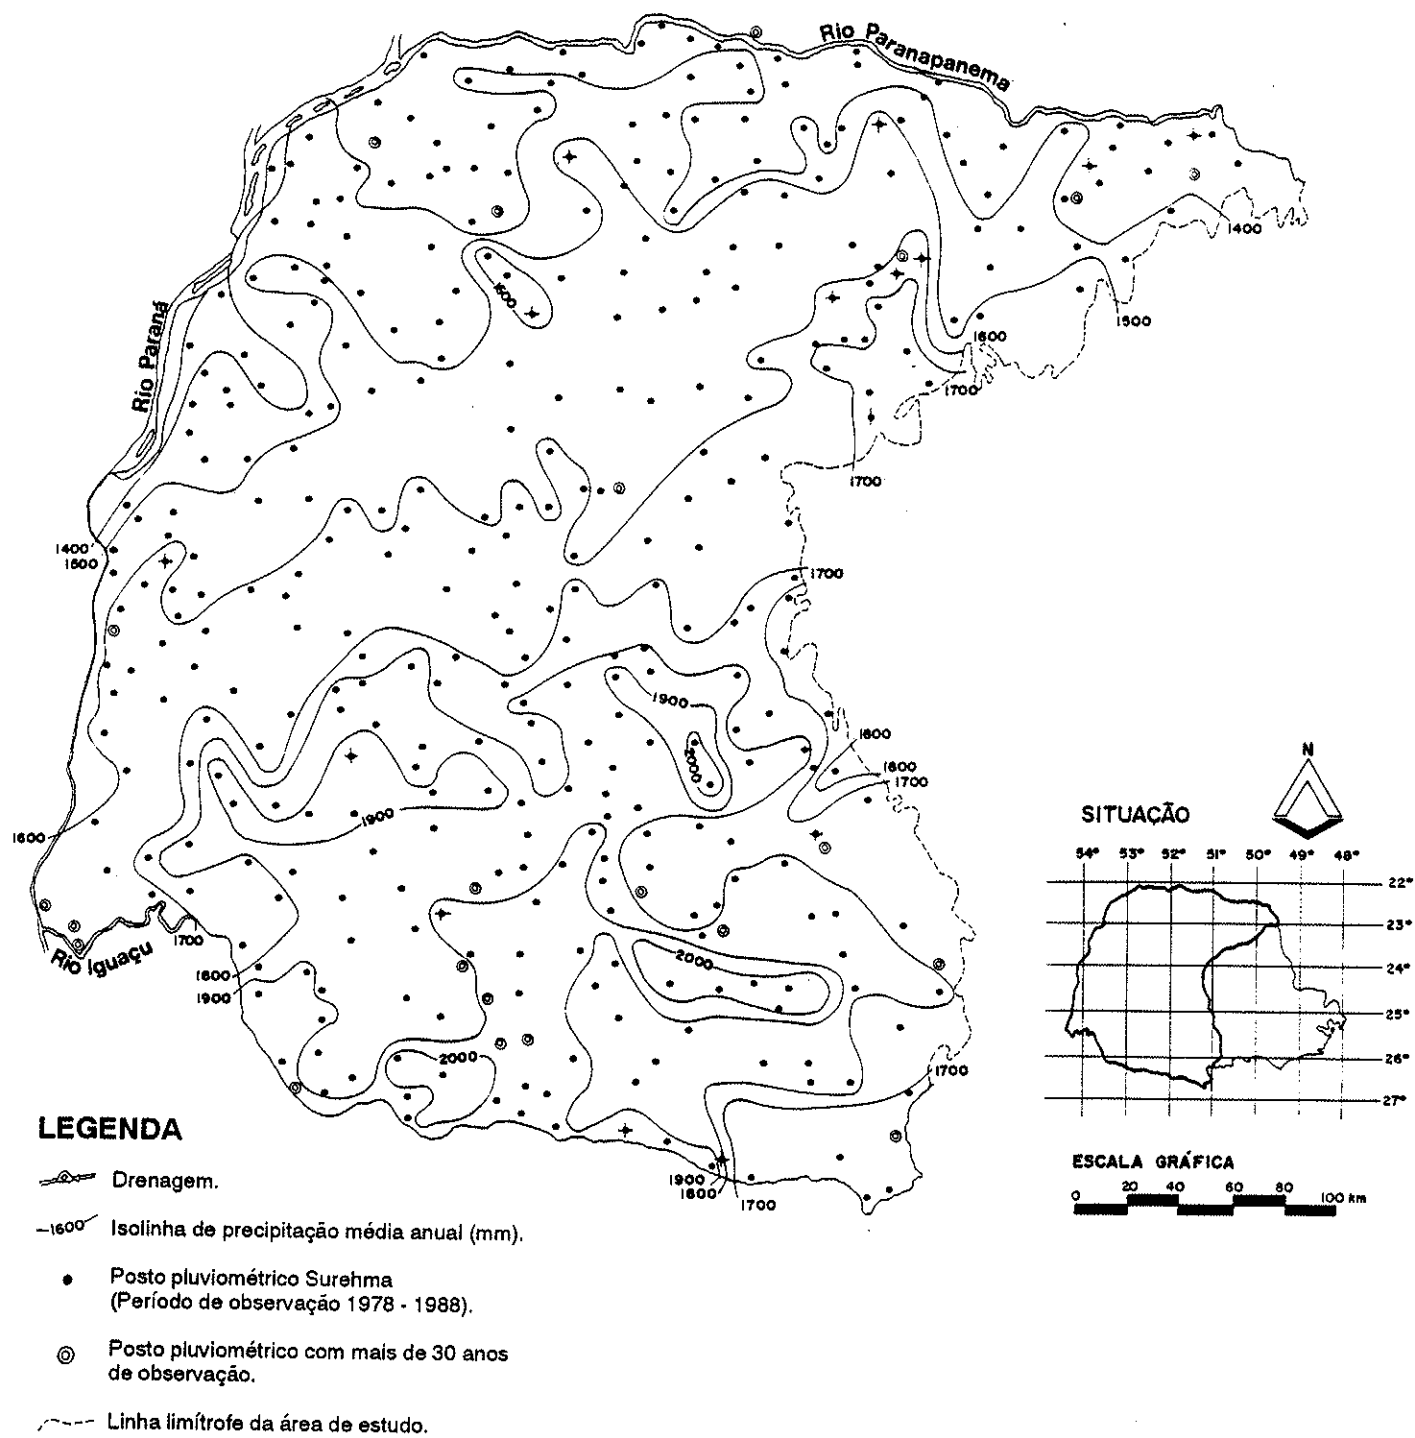 Rio Paranapanema
1400
1500
1600
1600
1700
Rio Paraná
1700
1400
1500
1700
1900
2000
1800
1800
1700
1900
1600
Rio Iguaçu
1700
1800
1900
2000
2000
1700
1900
1800
1700
SITUAÇÃO
N
54° 53° 52° 51° 50° 49° 48°
22°
23°
24°
25°
26°
27°
ESCALA GRÁFICA
0 20 40 60 80 100 km
LEGENDA
Drenagem.
1600 Isolinha de precipitação média anual (mm).
Posto pluviométrico Surehma
(Período de observação 1978 - 1988).
Posto pluviométrico com mais de 30 anos
de observação.
Linha limítrofe da área de estudo.